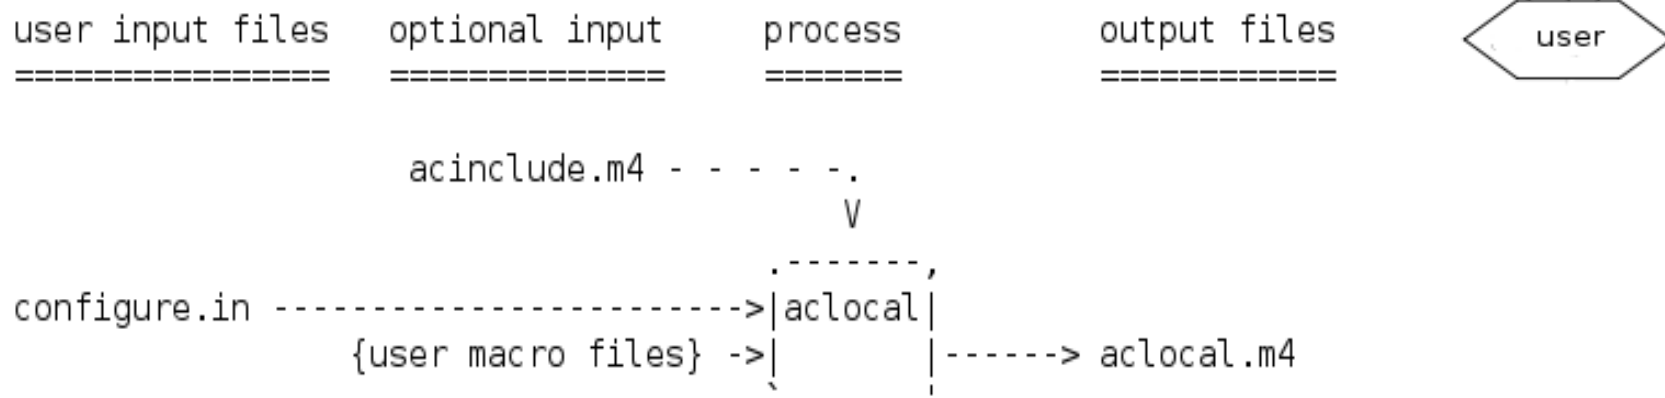 user input files   optional input     process          output files     user
================   ==============     =======          ============
                    acinclude.m4 - - - - -.
                                          V
                                      .-------,
configure.in ------------------------>|aclocal|
                 {user macro files} ->|       |------> aclocal.m4
                                      `       '